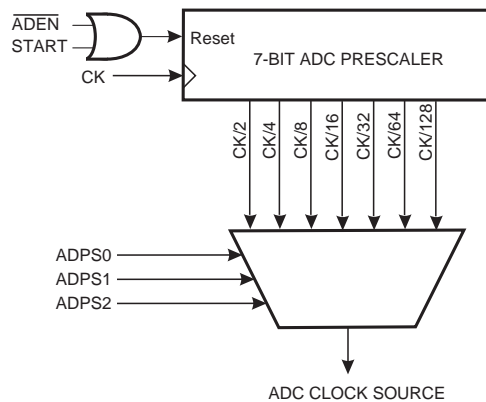 ADEN
START
Reset
7-BIT ADC PRESCALER
CK
CK/2
CK/4
CK/8
CK/16
CK/32
CK/64
CK/128
ADPS0
ADPS1
ADPS2
ADC CLOCK SOURCE